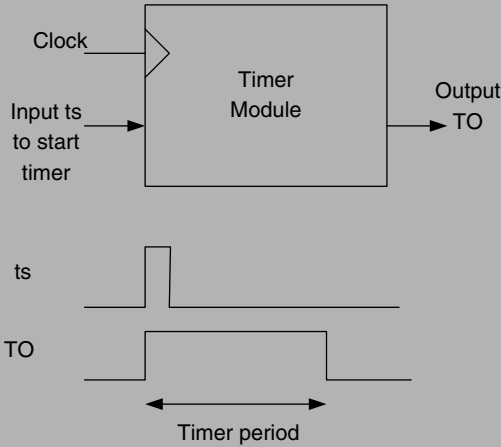 Clock
Timer
Module
Input ts
to start
timer
Output
TO
ts
TO
Timer period